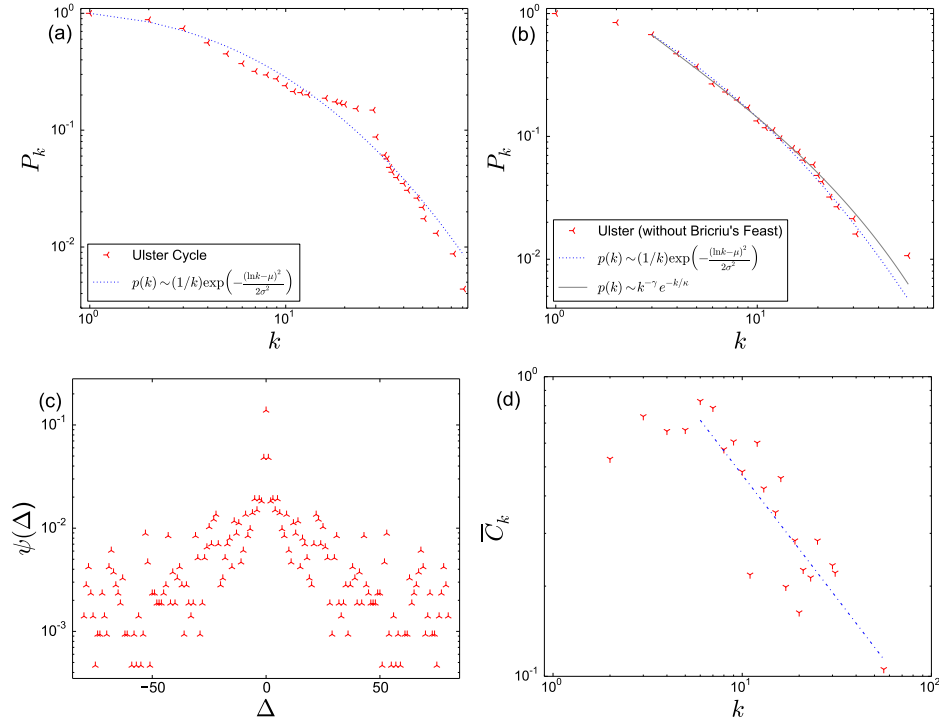 (a)
10^0
10^{-1}
10^{-2}
P_k
10^0
10^1
k
Ulster Cycle
p(k) ~ (1/k)exp(-\frac{(lnk-μ)^2}{2σ^2})
(b)
10^0
10^{-1}
10^{-2}
P_k
10^0
10^1
k
Ulster (without Bricriu's Feast)
p(k) ~ (1/k)exp(-\frac{(lnk-μ)^2}{2σ^2})
p(k) ~ k^{-γ} e^{-k/κ}
(c)
10^{-1}
10^{-2}
10^{-3}
ψ(Δ)
−50
0
50
Δ
(d)
10^0
10^{-1}
\overline{C}_k
10^0
10^1
10^2
k